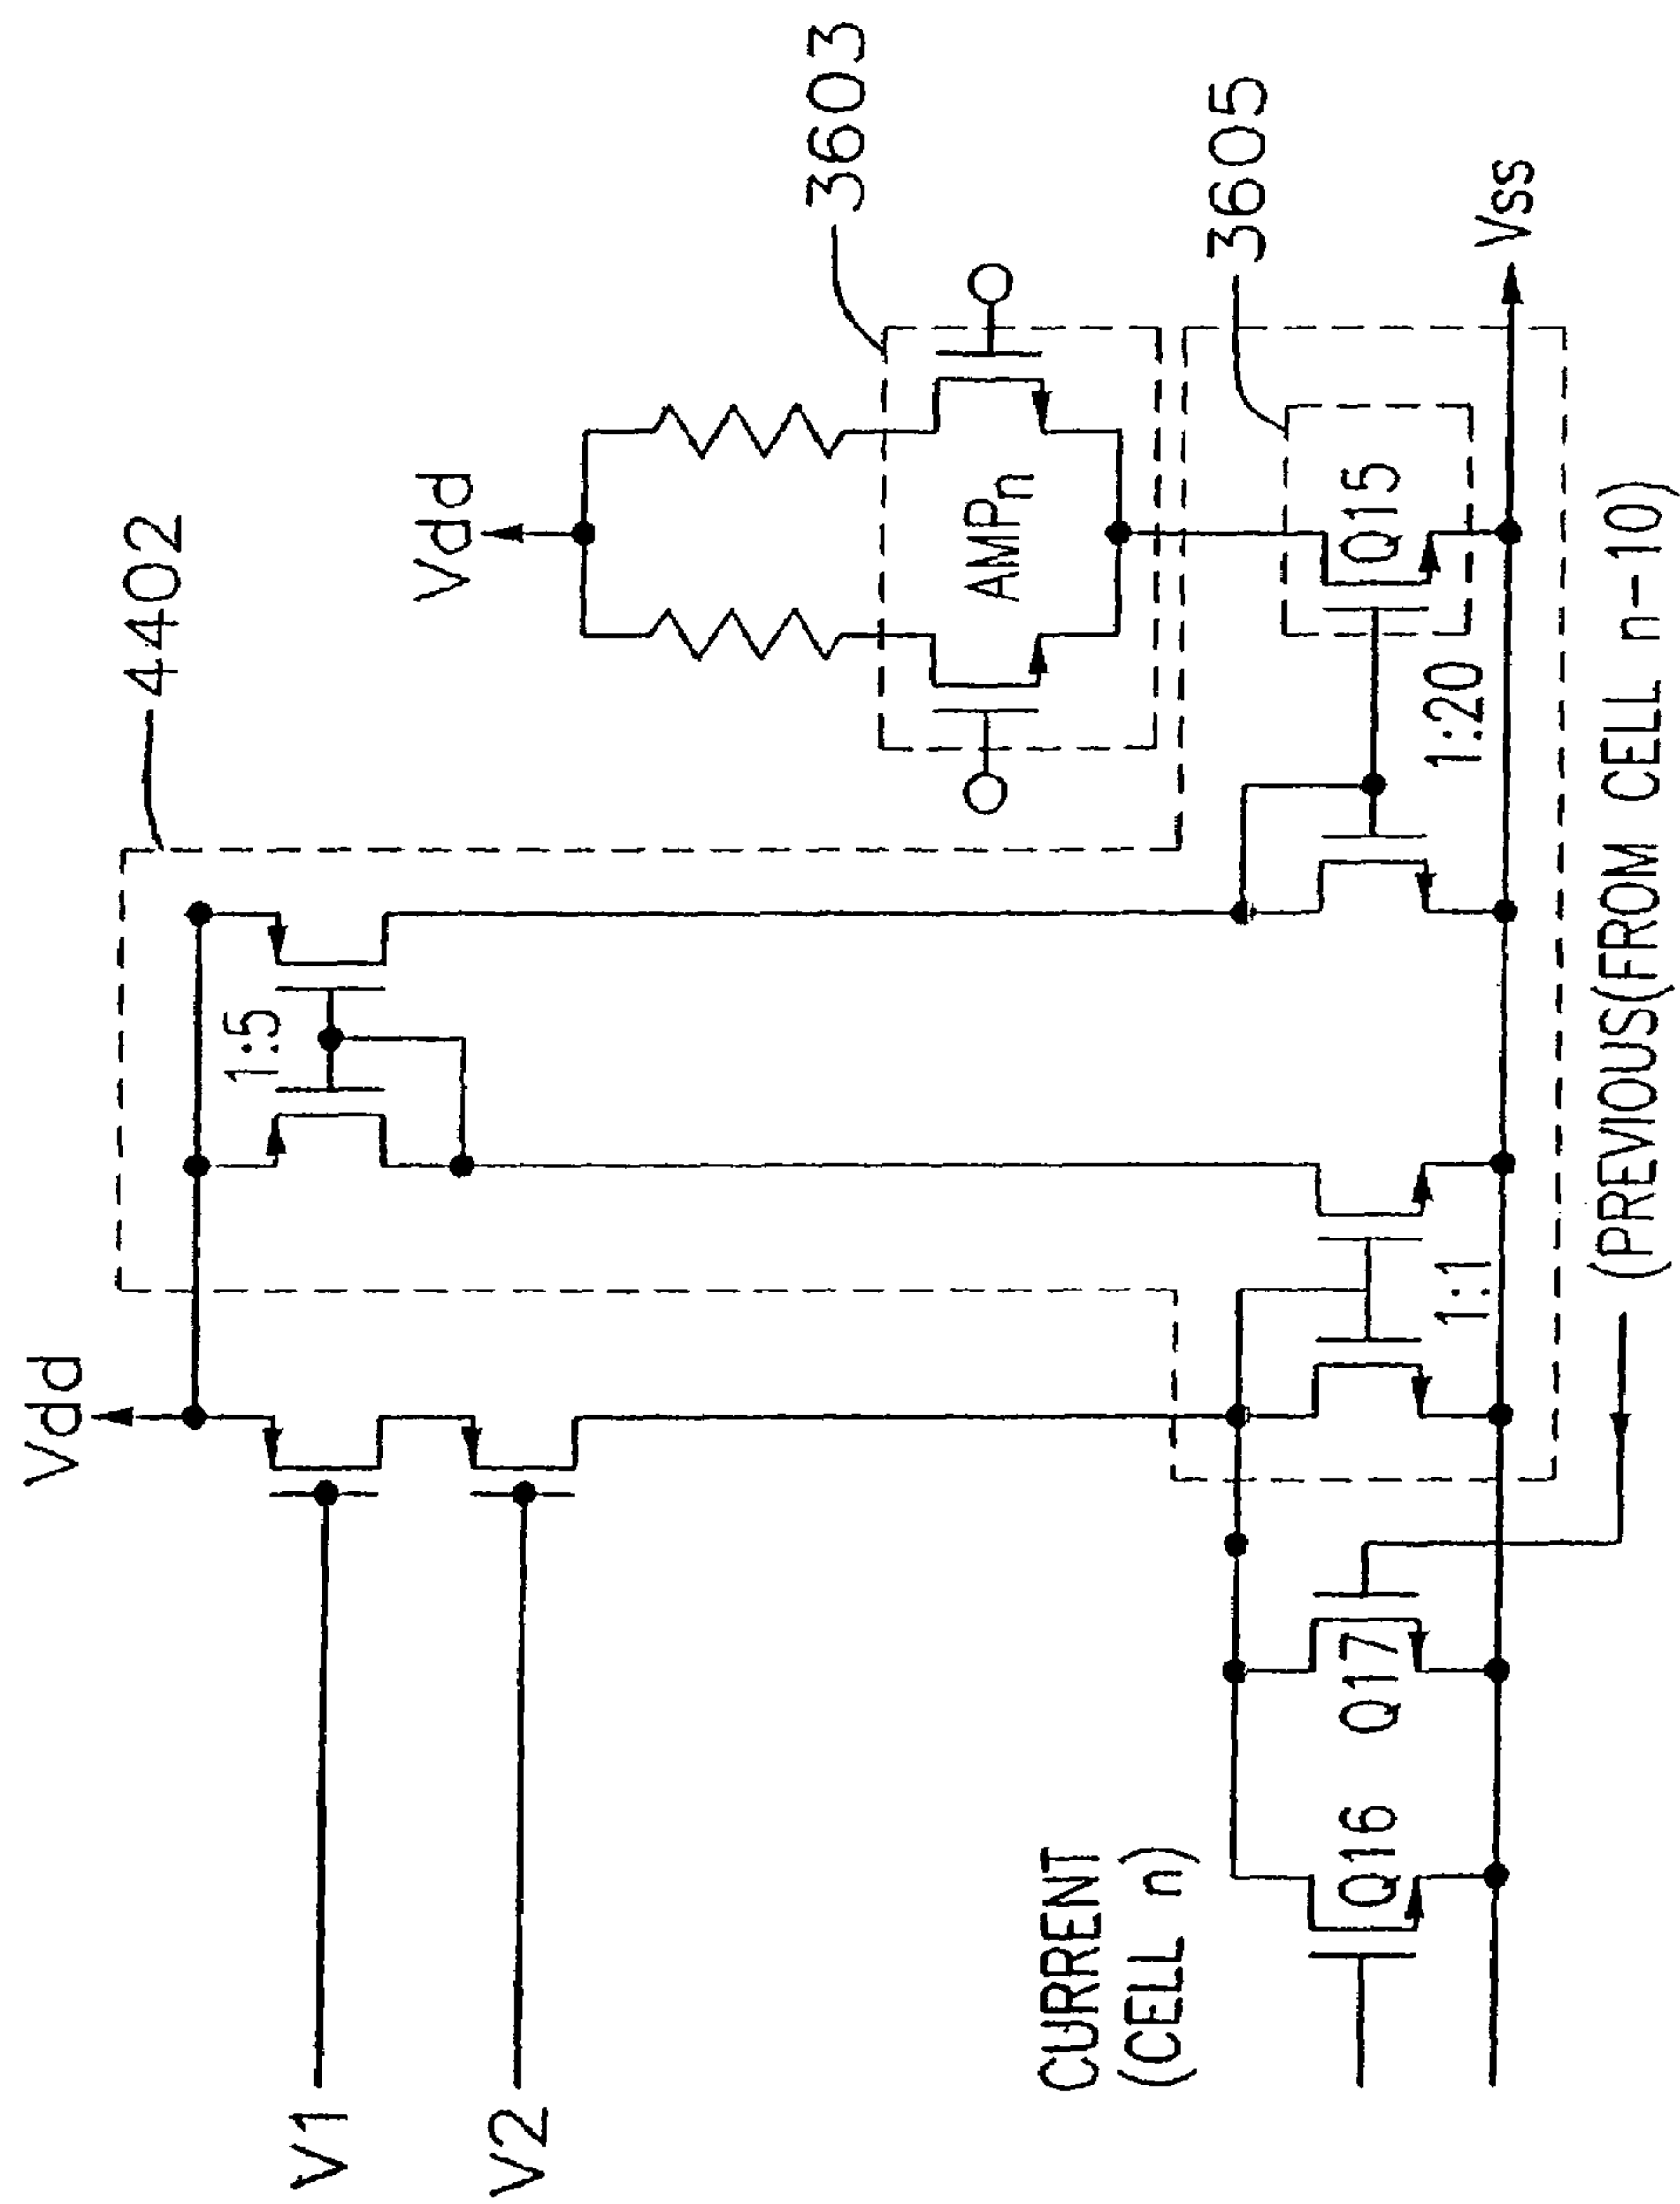 Vdd
4402
3603
1:5
Vdd
V1
V2
AMPn
3605
CURRENT
(CELL n)
Q16
Q17
1:1
1:20
Q15
Vss
(PREVIOUS(FROM CELL n-10)